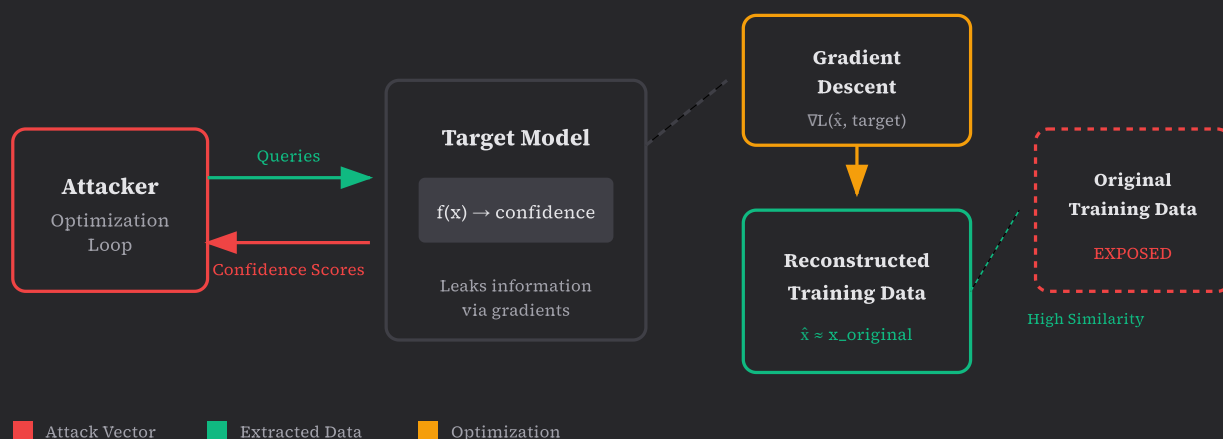 Attacker
Optimization
Loop
Queries
Confidence Scores
Target Model
f(x) → confidence
Leaks information
via gradients
Gradient
Descent
∇L(x̂, target)
Reconstructed
Training Data
x̂ ≈ x_original
Original
Training Data
EXPOSED
High Similarity
Attack Vector
Extracted Data
Optimization